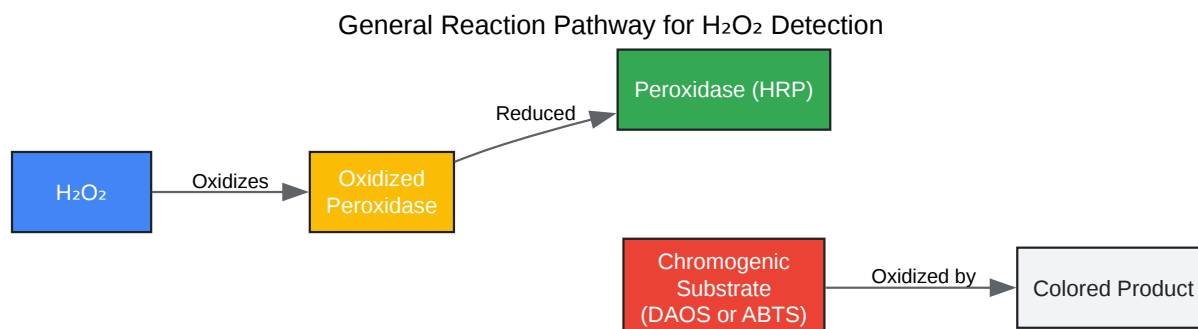 General Reaction Pathway for H₂O₂ Detection
Peroxidase (HRP)
Reduced
H₂O₂
Oxidizes
Oxidized
Peroxidase
Chromogenic
Substrate
(DAOS or ABTS)
Oxidized by
Colored Product